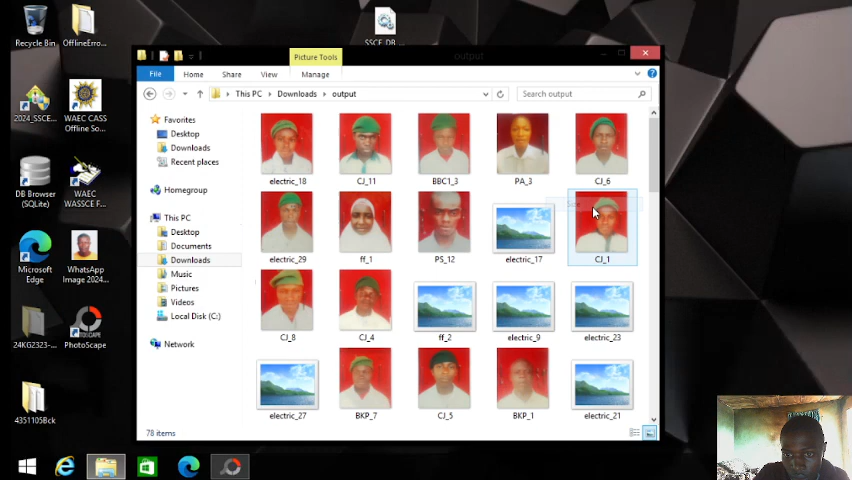 Recycle Bin
OfflineErro...
SSCE_DB_...
2024_SSCE...
WAEC CASS
Offline So...
DB Browser
(SQLite)
WAEC
WASSCE F...
Microsoft
Edge
WhatsApp
Image 2024...
24KG2323-...
PhotoScape
4351105Bck
Picture Tools
output
File
Home
Share
View
Manage
This PC
Downloads
output
Search output
Favorites
Desktop
Downloads
Recent places
Homegroup
This PC
Desktop
Documents
Downloads
Music
Pictures
Videos
Local Disk (C:)
Network
electric_18
CJ_11
BBC1_3
PA_3
CJ_6
electric_29
ff_1
PS_12
electric_17
CJ_1
CJ_8
CJ_4
ff_2
electric_9
electric_23
electric_27
BKP_7
CJ_5
BKP_1
electric_21
78 items